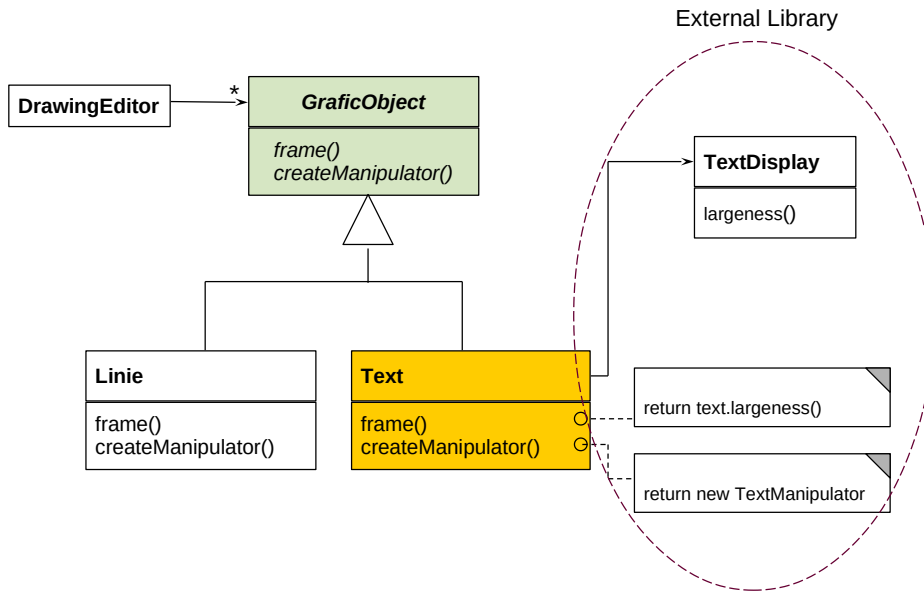 External Library
DrawingEditor
*
GraficObject
frame()
createManipulator()
TextDisplay
largeness()
Linie
frame()
createManipulator()
Text
frame()
createManipulator()
return text.largeness()
return new TextManipulator